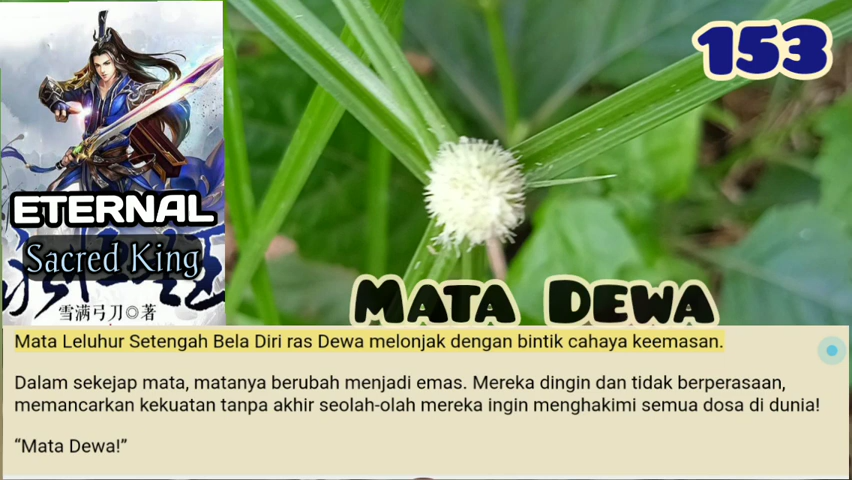 153
ETERNAL
Sacred King
雪满弓刀◎著
MATA DEWA
Mata Leluhur Setengah Bela Diri ras Dewa melonjak dengan bintik cahaya keemasan.
Dalam sekejap mata, matanya berubah menjadi emas. Mereka dingin dan tidak berperasaan,
memancarkan kekuatan tanpa akhir seolah-olah mereka ingin menghakimi semua dosa di dunia!
“Mata Dewa!”